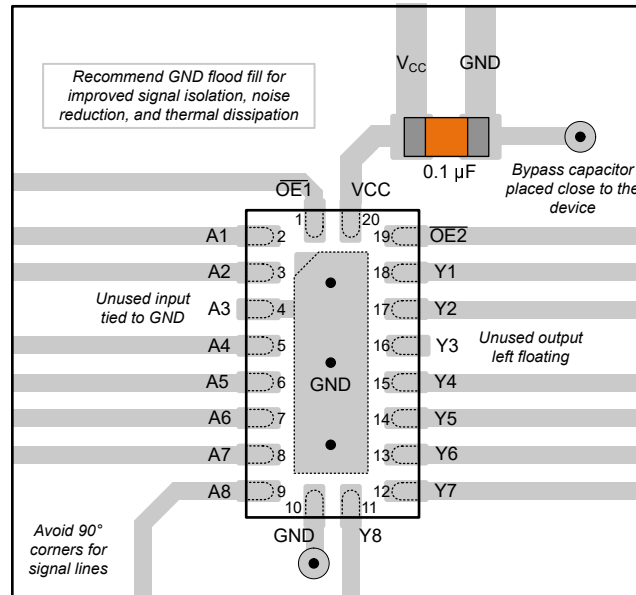 Recommend GND flood fill for
improved signal isolation, noise
reduction, and thermal dissipation
V_CC GND
0.1 µF
Bypass capacitor
placed close to the
device
O̅E̅1̅ VCC
1 20
A1 2 19 O̅E̅2̅
A2 3 18 Y1
Unused input
tied to GND
A3 4 17 Y2
A4 5 16 Y3
Unused output
left floating
A5 6 GND 15 Y4
A6 7 14 Y5
A7 8 13 Y6
A8 9 12 Y7
10 11
GND Y8
Avoid 90°
corners for
signal lines